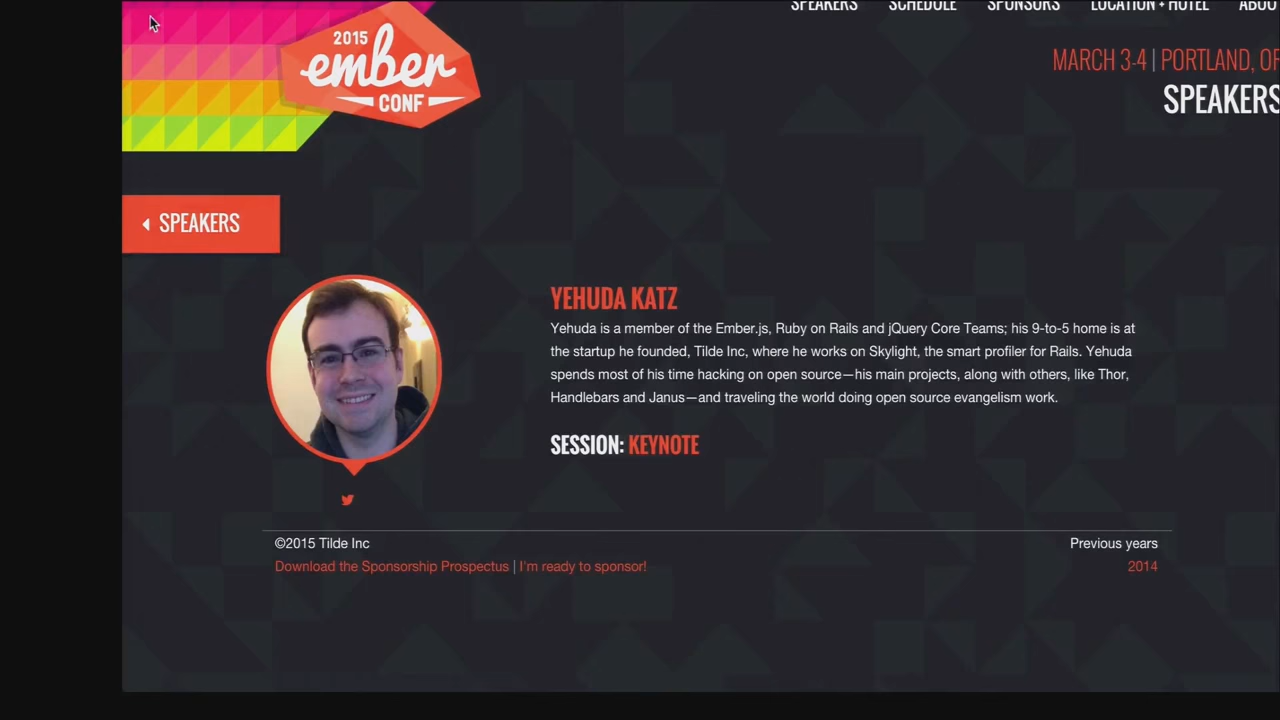 SPEAKERS SCHEDULE SPONSORS LOCATION + HOTEL
2015
ember
CONF
MARCH 3-4 | PORTLAND,
SPEAKERS
SPEAKERS
YEHUDA KATZ
Yehuda is a member of the Ember.js, Ruby on Rails and jQuery Core Teams; his 9-to-5 home is at
the startup he founded, Tilde Inc, where he works on Skylight, the smart profiler for Rails. Yehuda
spends most of his time hacking on open source—his main projects, along with others, like Thor,
Handlebars and Janus—and traveling the world doing open source evangelism work.
SESSION: KEYNOTE
©2015 Tilde Inc
Previous years
Download the Sponsorship Prospectus | I'm ready to sponsor!
2014